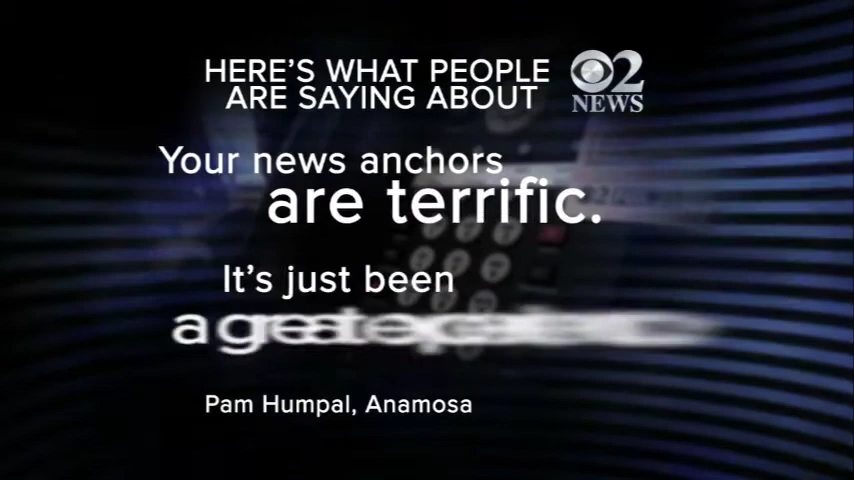 HERE'S WHAT PEOPLE
ARE SAYING ABOUT
2
NEWS
Your news anchors
are terrific.
It's just been
a great
Pam Humpal, Anamosa